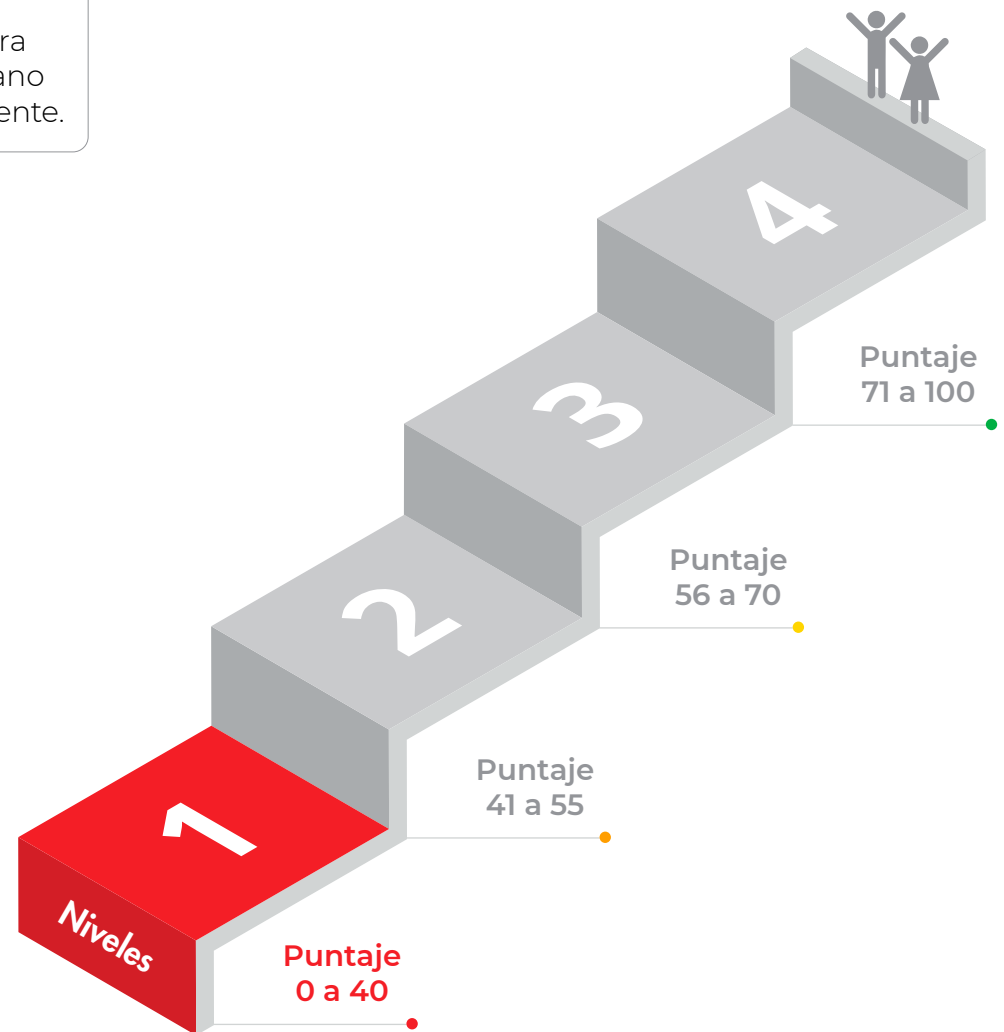 ra
ano
ente.
4
Puntaje
71 a 100
3
Puntaje
56 a 70
2
Puntaje
41 a 55
1
Niveles
Puntaje
0 a 40